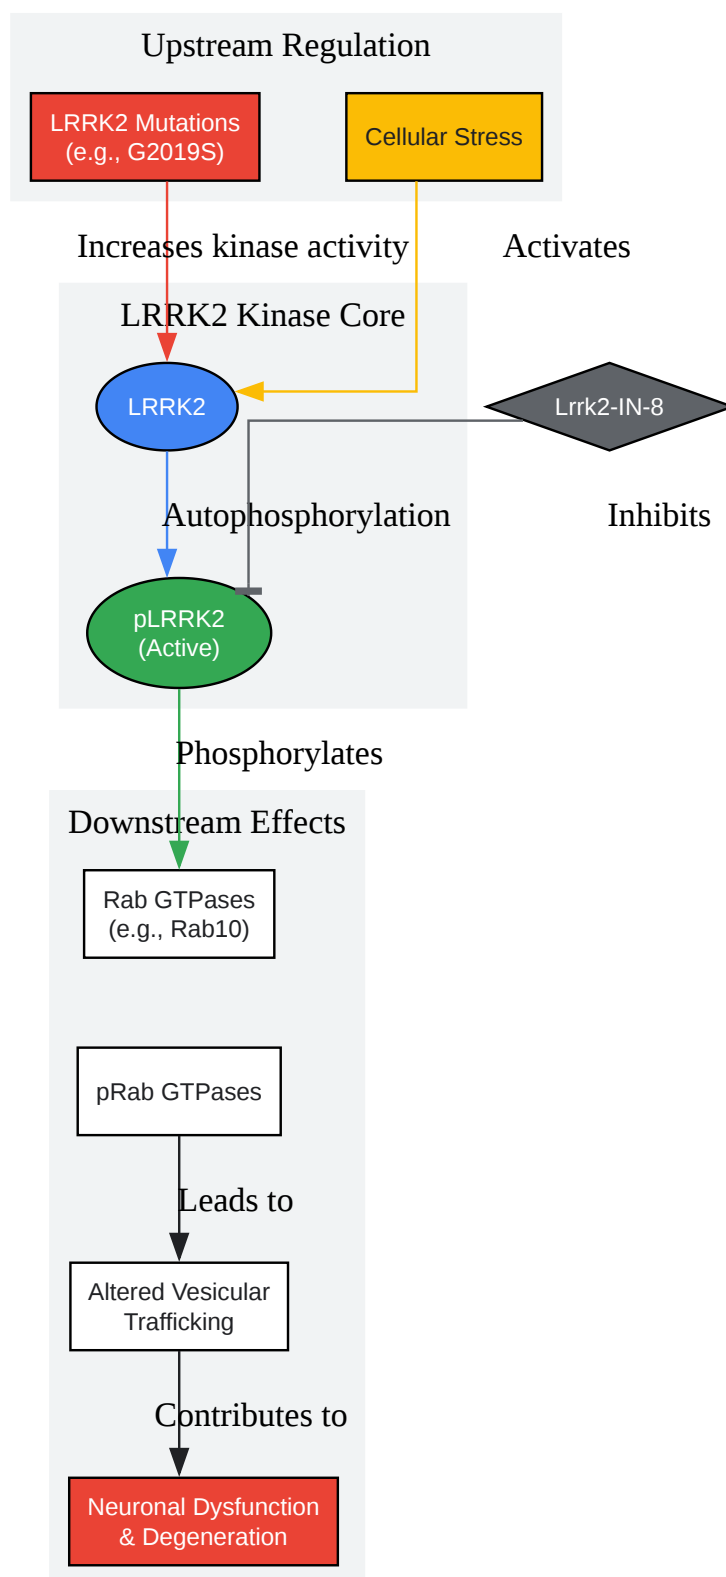 Upstream Regulation
LRRK2 Mutations
(e.g., G2019S)
Cellular Stress
Increases kinase activity
Activates
LRRK2 Kinase Core
LRRK2
Lrrk2-IN-8
Autophosphorylation
Inhibits
pLRRK2
(Active)
Phosphorylates
Downstream Effects
Rab GTPases
(e.g., Rab10)
pRab GTPases
Leads to
Altered Vesicular
Trafficking
Contributes to
Neuronal Dysfunction
& Degeneration